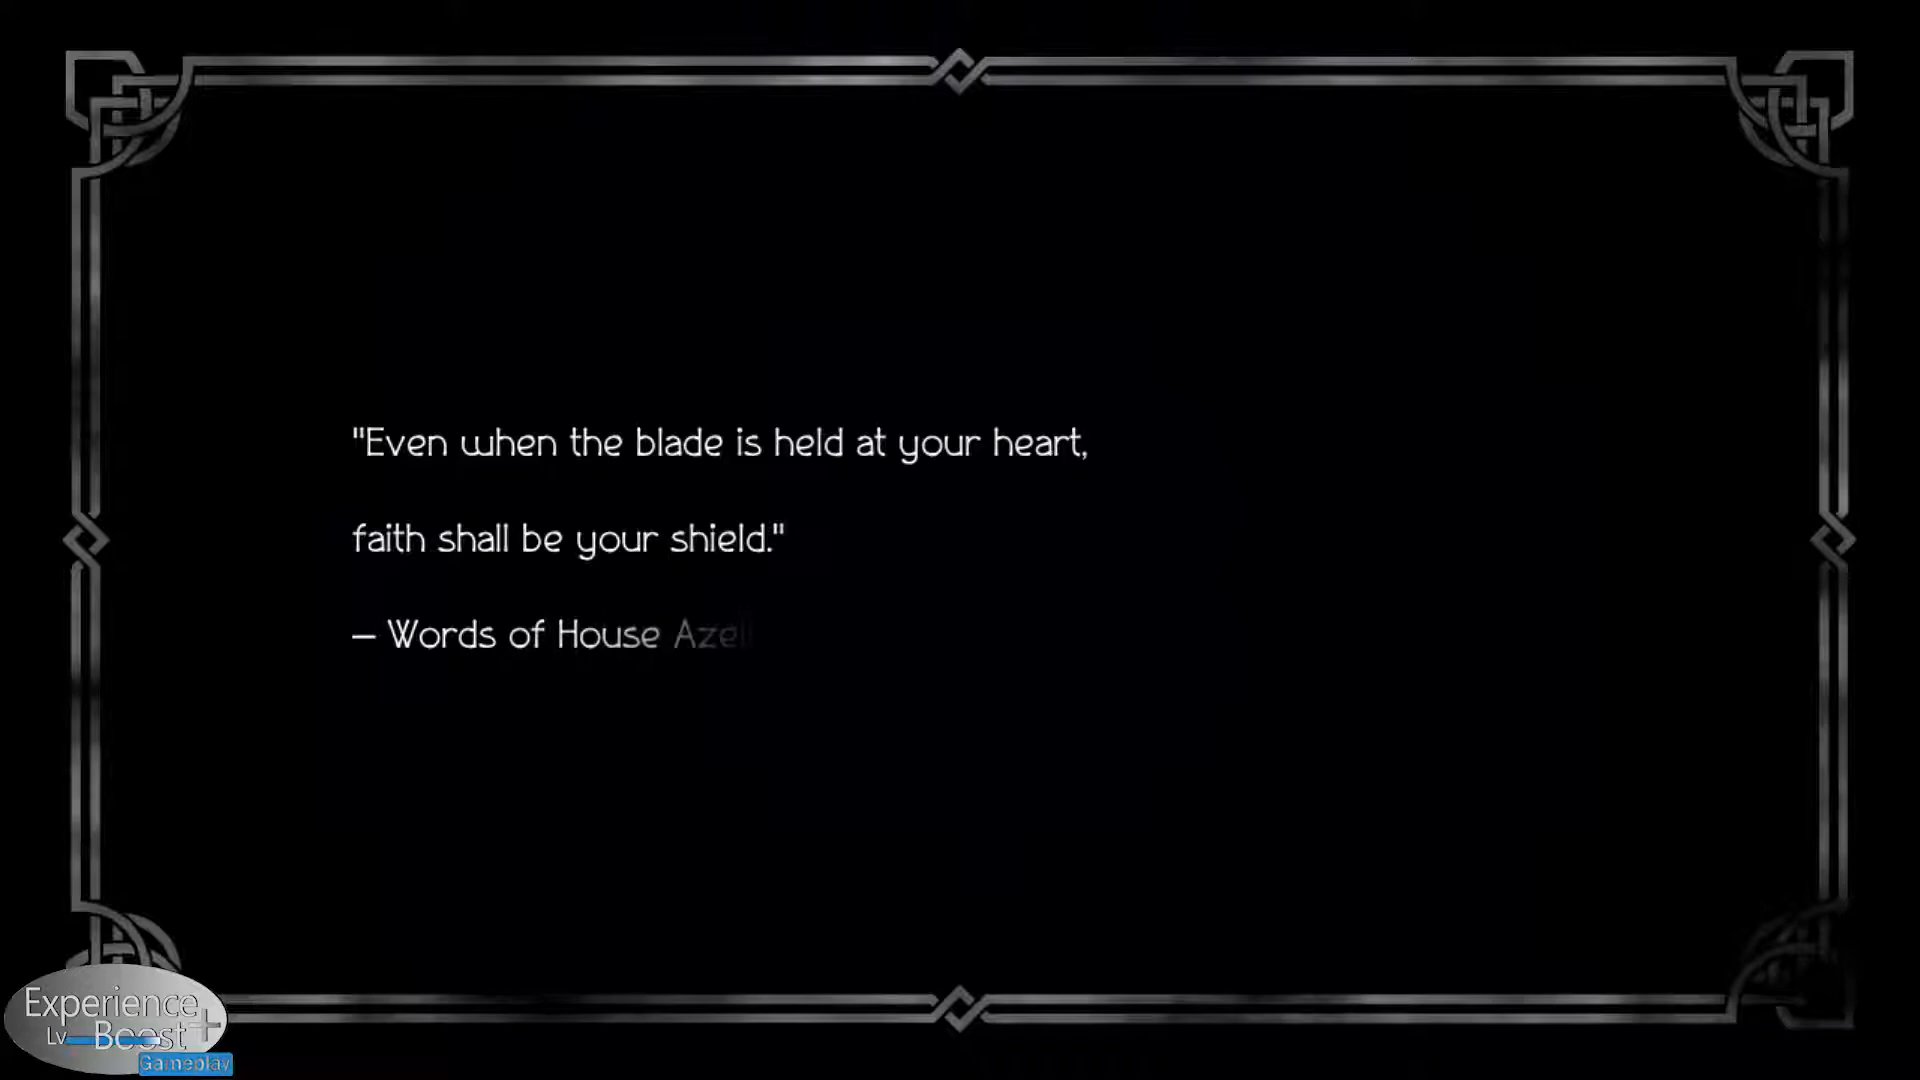 "Even when the blade is held at your heart,
faith shall be your shield."
— Words of House
Experience
Lv Boost+
Gameplay